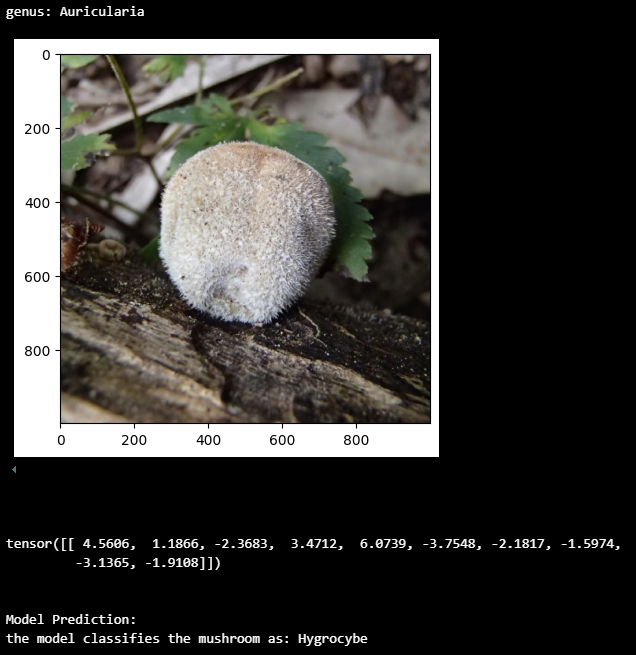 genus: Auricularia
0
200
400
600
800
0 200 400 600 800
tensor([[ 4.5606, 1.1866, -2.3683, 3.4712, 6.0739, -3.7548, -2.1817, -1.5974,
-3.1365, -1.9108]])
Model Prediction:
the model classifies the mushroom as: Hygrocybe